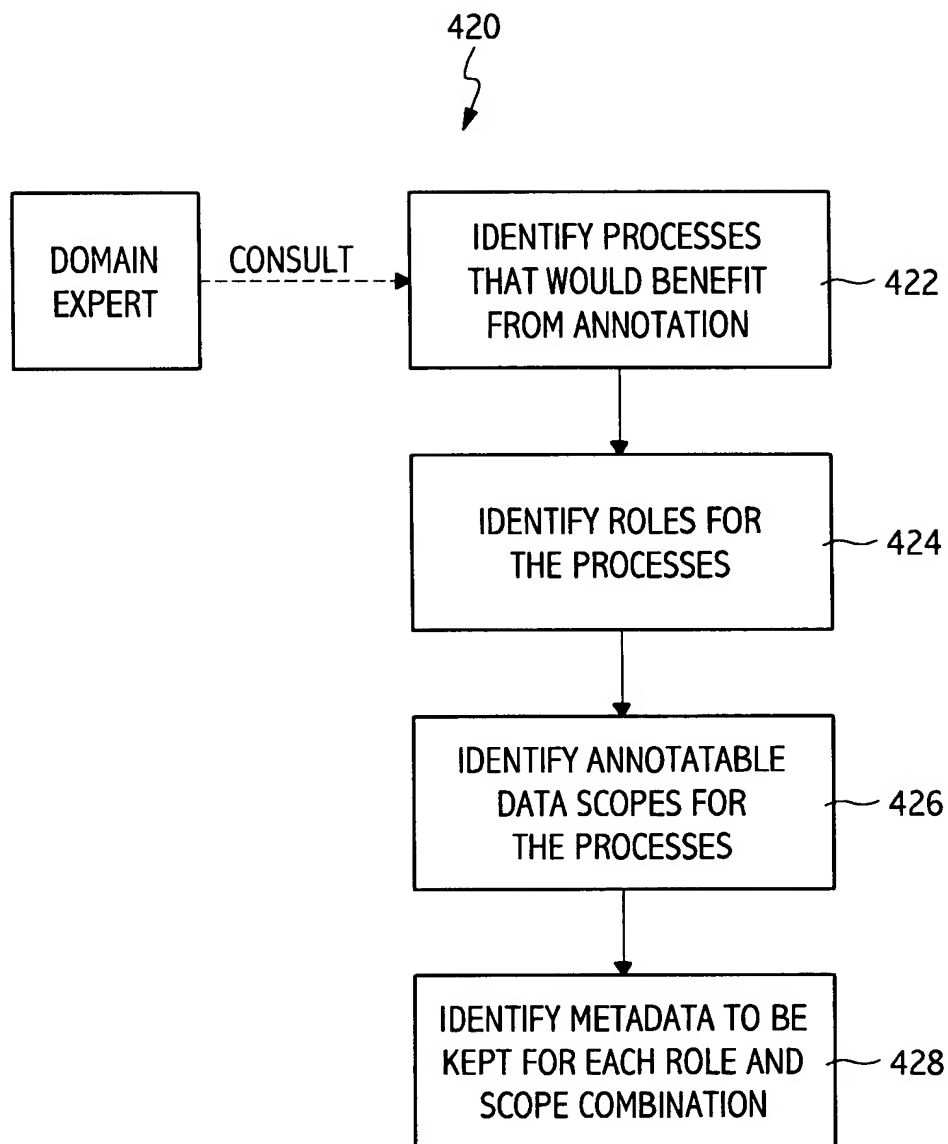 420
DOMAIN
EXPERT
CONSULT
IDENTIFY PROCESSES
THAT WOULD BENEFIT
FROM ANNOTATION
422
IDENTIFY ROLES FOR
THE PROCESSES
424
IDENTIFY ANNOTATABLE
DATA SCOPES FOR
THE PROCESSES
426
IDENTIFY METADATA TO BE
KEPT FOR EACH ROLE AND
SCOPE COMBINATION
428